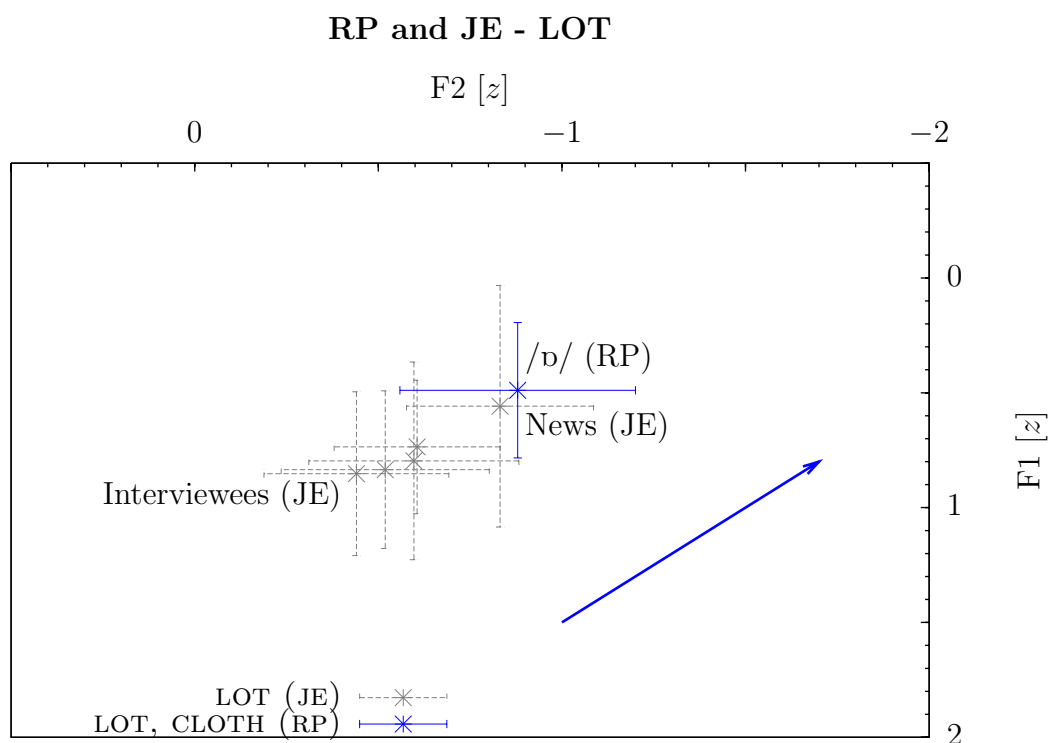 RP and JE - LOT
F2 [z]
0 −1 −2
0
/ɒ/ (RP)
News (JE)
F1 [z]
Interviewees (JE)
1
LOT (JE)
LOT, CLOTH (RP)
2